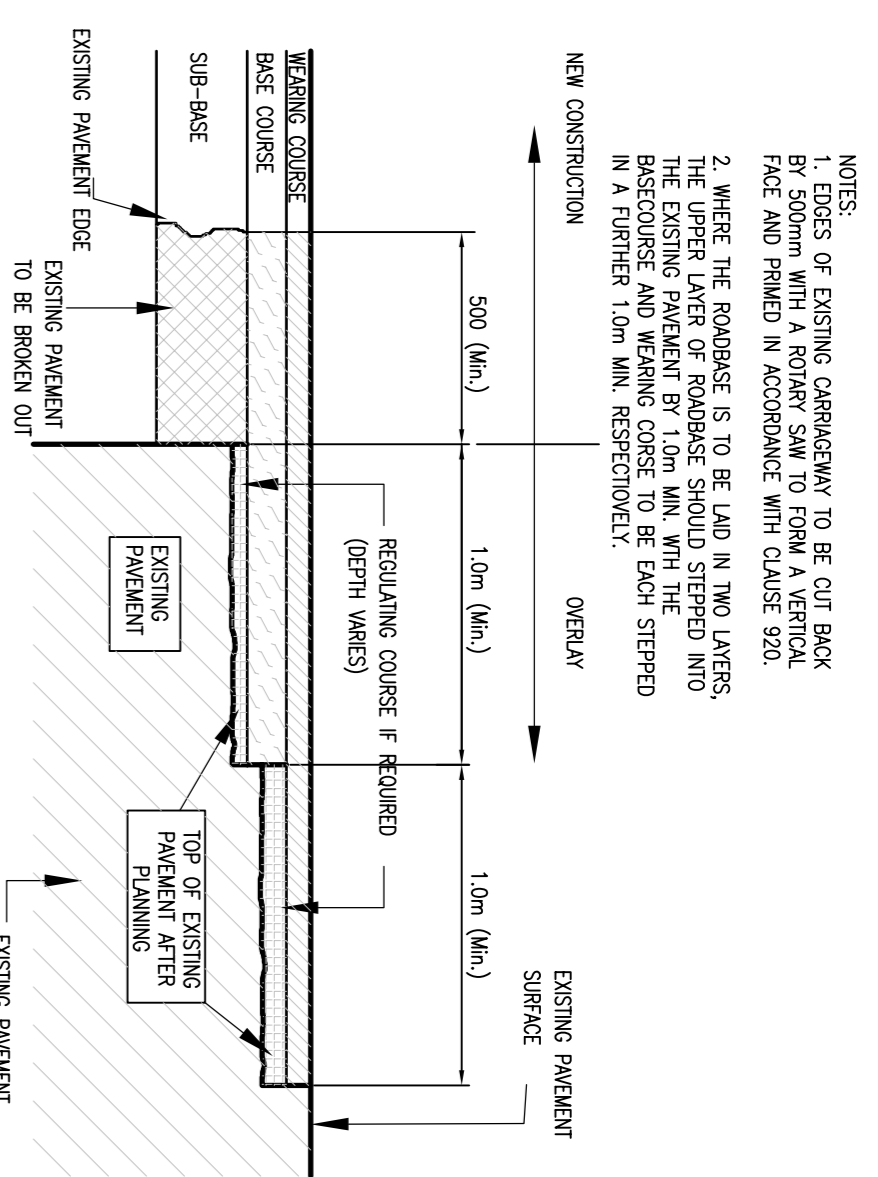 NOTES:
1. EDGES OF EXISTING CARRIAGEWAY TO BE CUT BACK
BY 500mm WITH A ROTARY SAW TO FORM A VERTICAL
FACE AND PRIMED IN ACCORDANCE WITH CLAUSE 920.
2. WHERE THE ROADBASE IS TO BE LAID IN TWO LAYERS,
THE UPPER LAYER OF ROADBASE SHOULD STEPPED INTO
THE EXISTING PAVEMENT BY 1.0m MIN. WTH THE
BASECOURSE AND WEARING CORSE TO BE EACH STEPPED
IN A FURTHER 1.0m MIN. RESPECTIOVELY.
NEW CONSTRUCTION
OVERLAY
EXISTING PAVEMENT
SURFACE
500 (Min.)
1.0m (Min.)
1.0m (Min.)
REGULATING COURSE IF REQUIRED
(DEPTH VARIES)
WEARING COURSE
BASE COURSE
SUB-BASE
EXISTING PAVEMENT EDGE
EXISTING PAVEMENT
TO BE BROKEN OUT
EXISTING
PAVEMENT
TOP OF EXISTING
PAVEMENT AFTER
PLANNING
EXISTING PAVEMENT